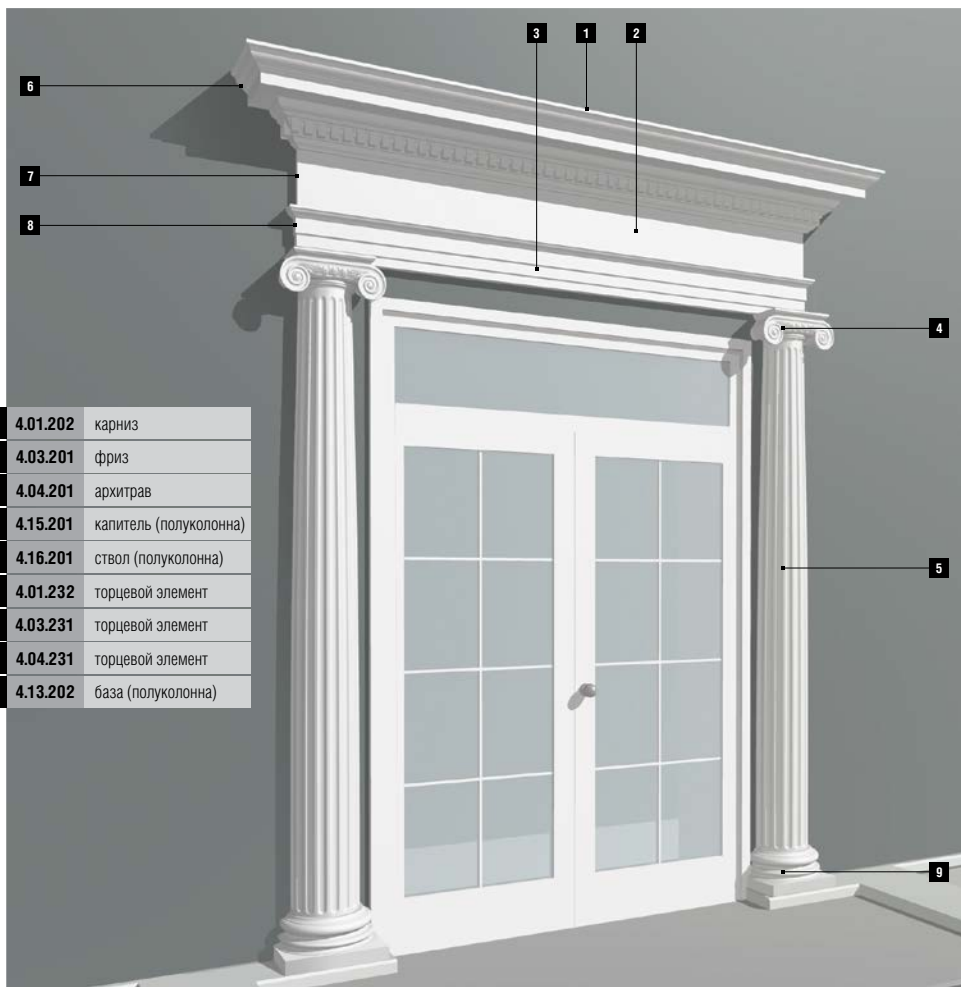 3 1 2
6
7
8
3
4
4.01.202 карниз
4.03.201 фриз
4.04.201 архитрав
4.15.201 капитель (полуколонна)
4.16.201 ствол (полуколонна)
4.01.232 торцевой элемент
4.03.231 торцевой элемент
4.04.231 торцевой элемент
4.13.202 база (полуколонна)
5
9